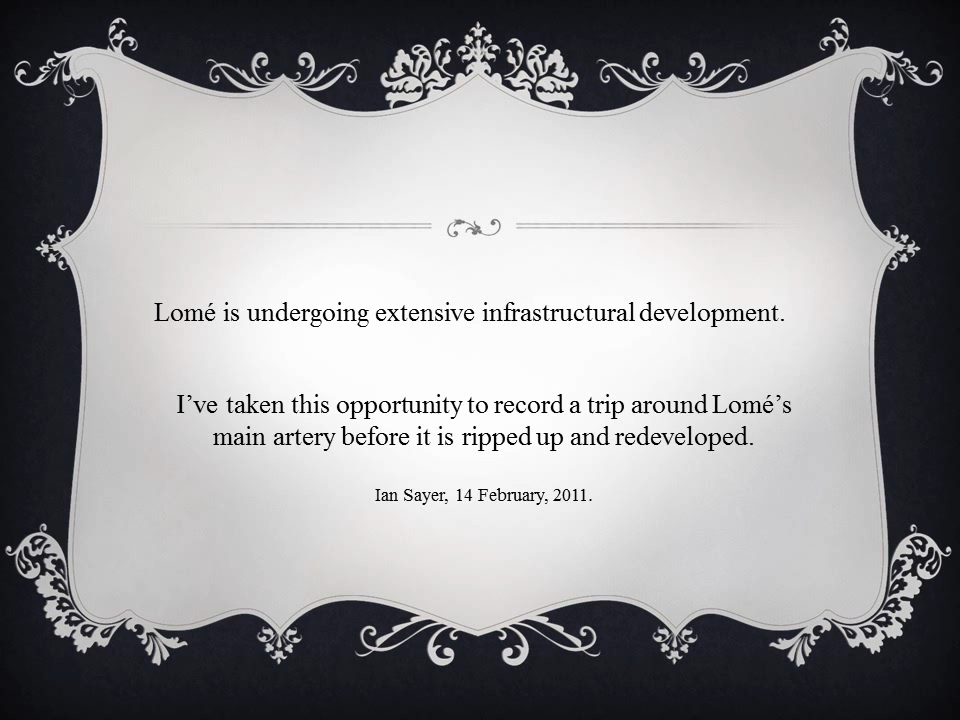 Lomé is undergoing extensive infrastructural development.
I’ve taken this opportunity to record a trip around Lomé’s
main artery before it is ripped up and redeveloped.
Ian Sayer, 14 February, 2011.